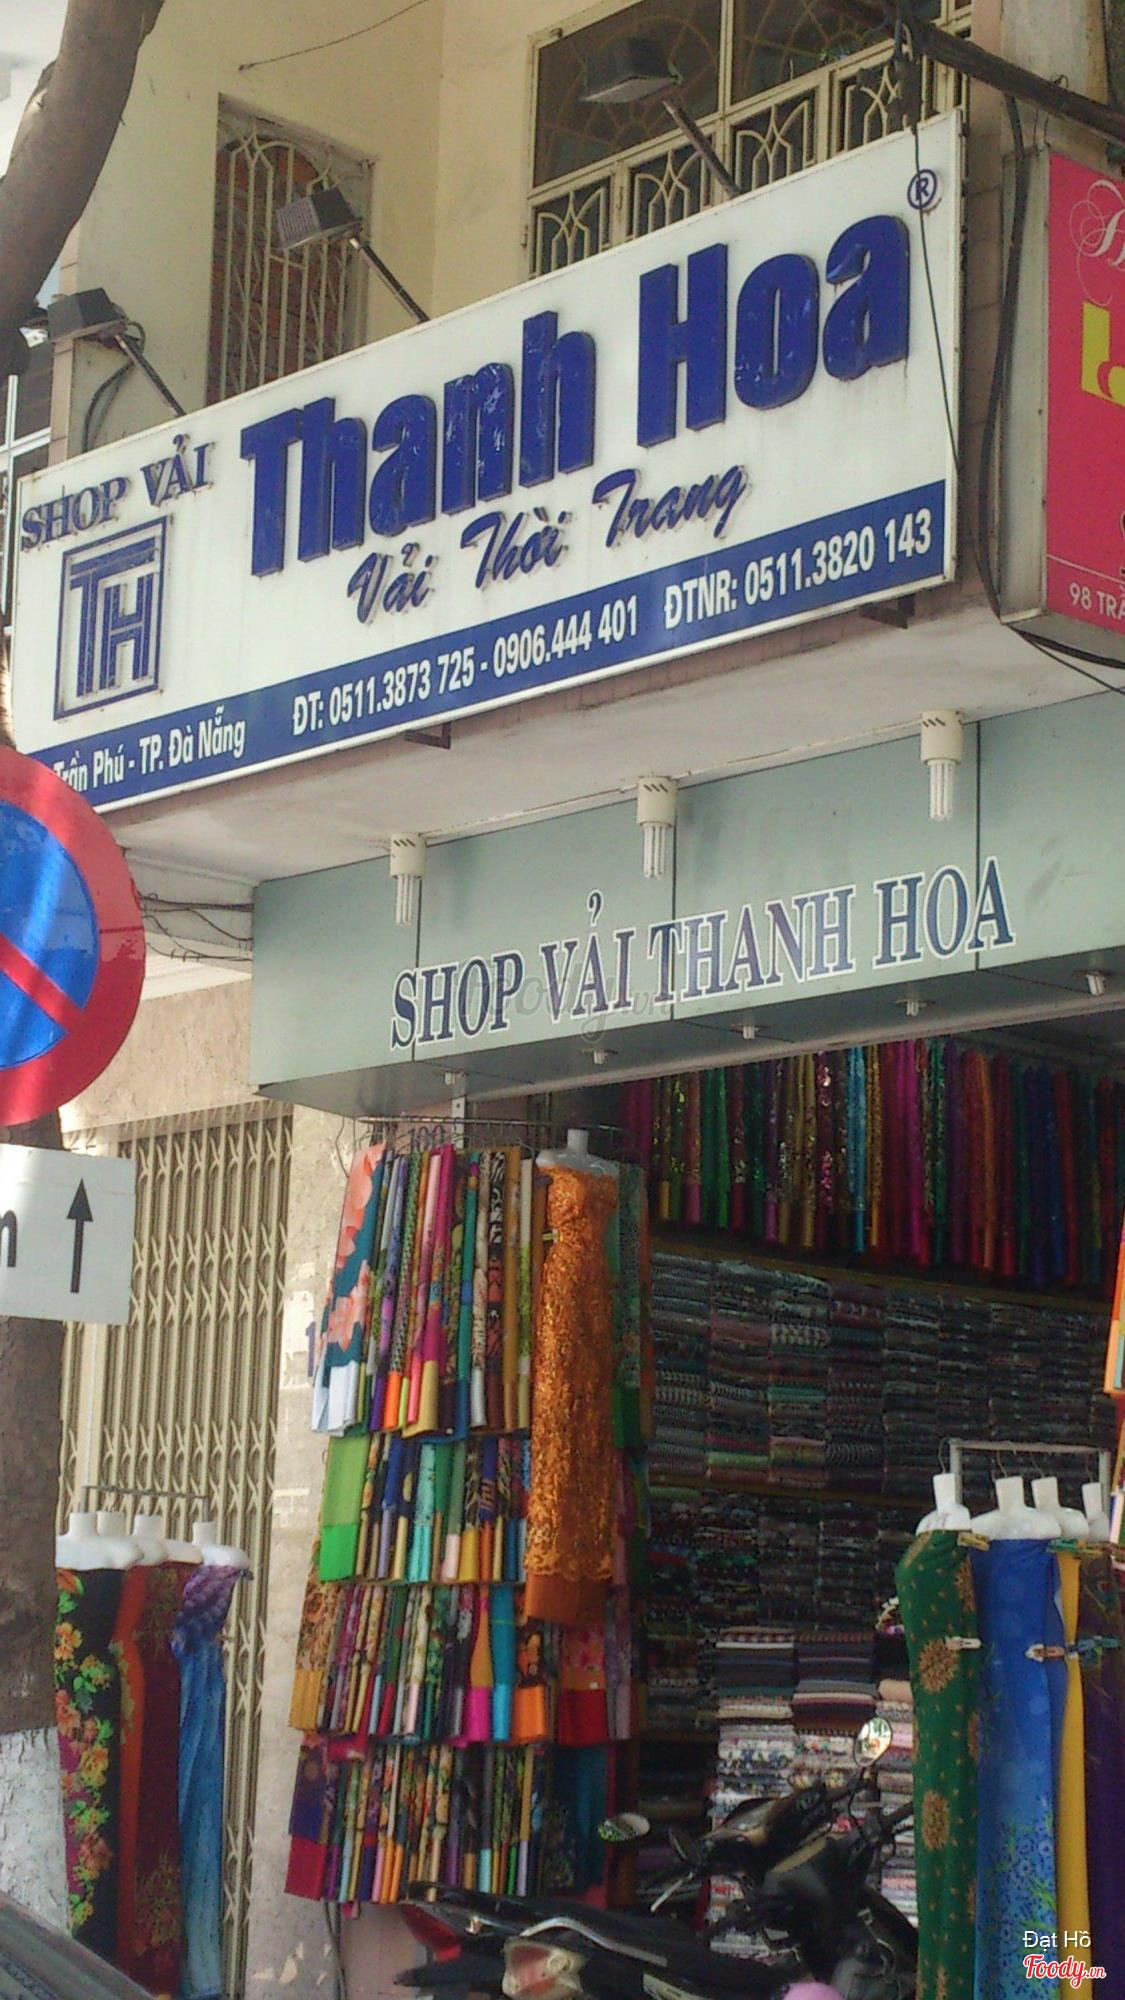 SHOP VẢI
TH
Thanh Hoa ®
Vải Thời Trang
Trần Phú - TP. Đà Nẵng ĐT: 0511.3873 725 - 0906.444 401 ĐTNR: 0511.3820 143
98 TRẦ
SHOP VẢI THANH HOA
Đạt Hồ
Foody.vn